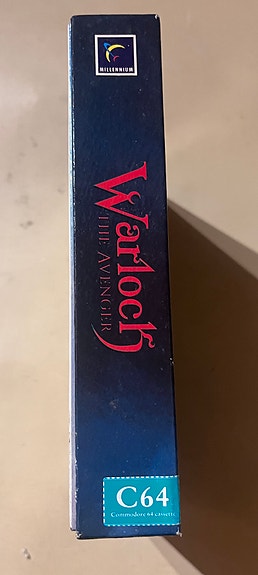 MILLENNIUM
Warlock
THE AVENGER
C64
Commodore 64 cassette